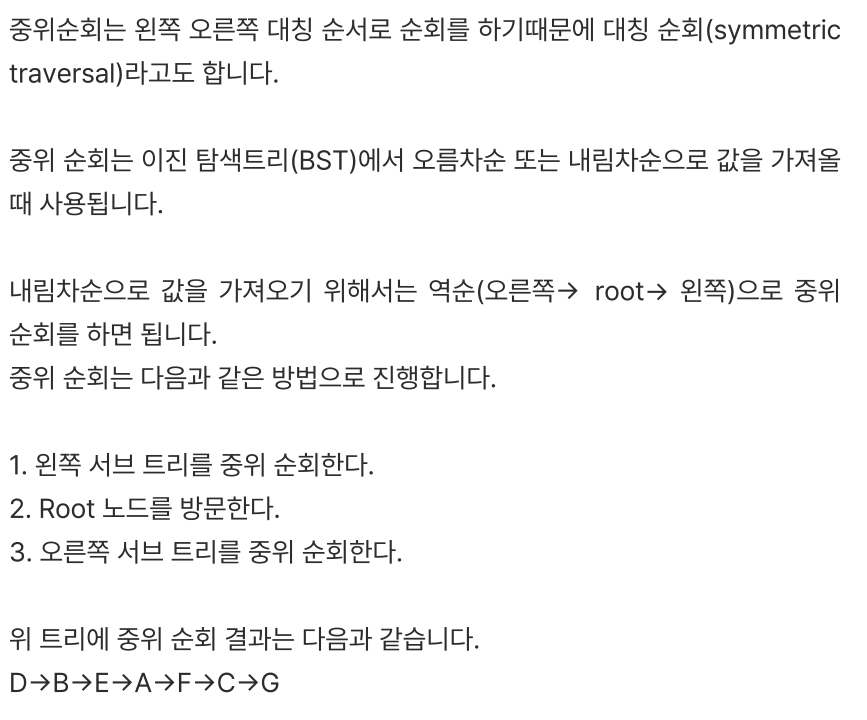 중위순회는 왼쪽 오른쪽 대칭 순서로 순회를 하기때문에 대칭 순회(symmetric
traversal)라고도 합니다.
중위 순회는 이진 탐색트리(BST)에서 오름차순 또는 내림차순으로 값을 가져올
때 사용됩니다.
내림차순으로 값을 가져오기 위해서는 역순(오른쪽→ root→ 왼쪽)으로 중위
순회를 하면 됩니다.
중위 순회는 다음과 같은 방법으로 진행합니다.
1. 왼쪽 서브 트리를 중위 순회한다.
2. Root 노드를 방문한다.
3. 오른쪽 서브 트리를 중위 순회한다.
위 트리에 중위 순회 결과는 다음과 같습니다.
D→B→E→A→F→C→G